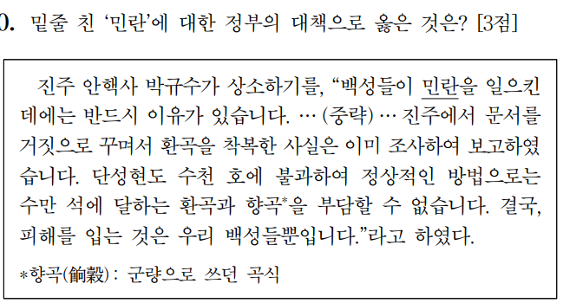 0. 밑줄 친 ‘민란’에 대한 정부의 대책으로 옳은 것은? [3점]
진주 안핵사 박규수가 상소하기를, “백성들이 민란을 일으킨
데에는 반드시 이유가 있습니다. … (중략) … 진주에서 문서를
거짓으로 꾸며서 환곡을 착복한 사실은 이미 조사하여 보고하였
습니다. 단성현도 수천 호에 불과하여 정상적인 방법으로는
수만 석에 달하는 환곡과 향곡*을 부담할 수 없습니다. 결국,
피해를 입는 것은 우리 백성들뿐입니다.”라고 하였다.
*향곡(餉穀) : 군량으로 쓰던 곡식